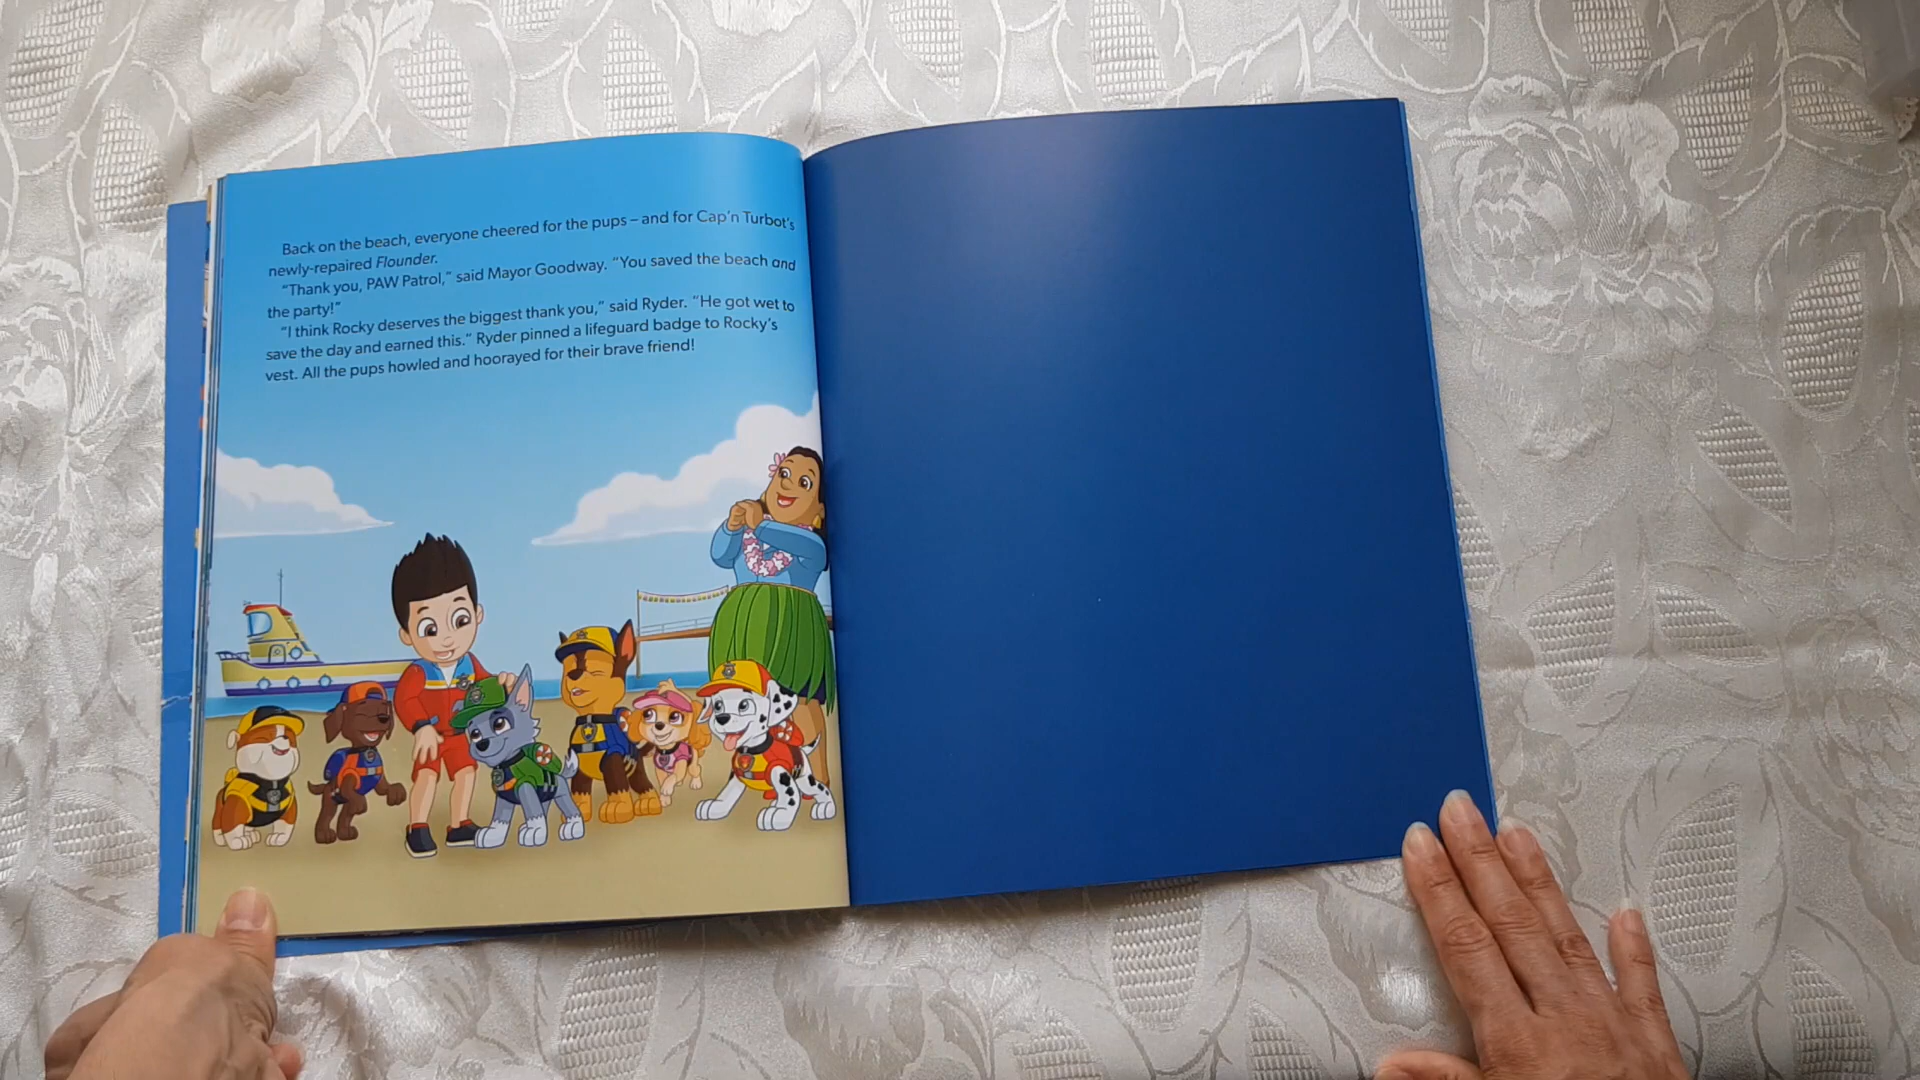 Back on the beach, everyone cheered for the pups – and for Cap'n Turbot's
newly-repaired Flounder.
"Thank you, PAW Patrol," said Mayor Goodway. "You saved the beach and
the party!"
"I think Rocky deserves the biggest thank you," said Ryder. "He got wet to
save the day and earned this." Ryder pinned a lifeguard badge to Rocky's
vest. All the pups howled and hoorayed for their brave friend!